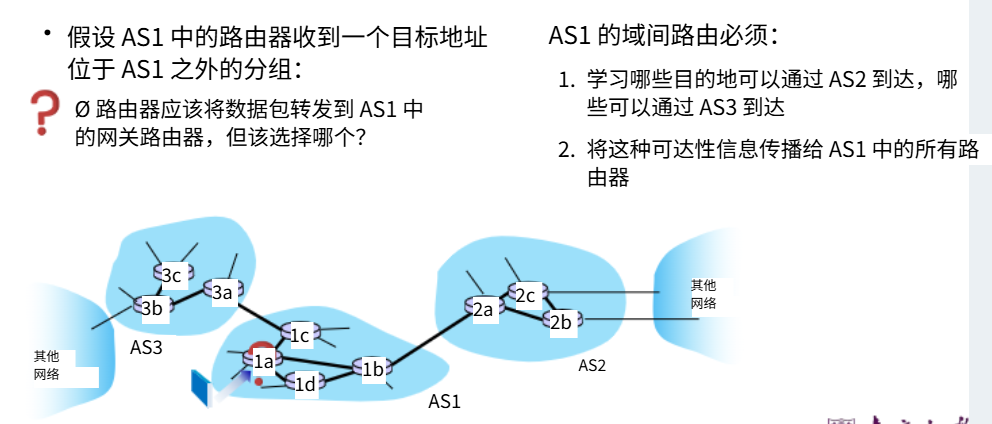 • 假设 AS1 中的路由器收到一个目标地址
位于 AS1 之外的分组：
? Ø 路由器应该将数据包转发到 AS1 中
的网关路由器，但该选择哪个？
AS1 的域间路由必须：
1. 学习哪些目的地可以通过 AS2 到达，哪
些可以通过 AS3 到达
2. 将这种可达性信息传播给 AS1 中的所有路
由器
3c
3a
3b
AS3
其他
网络
1c
1a
1d
1b
AS1
2a
2c
2b
AS2
其他
网络